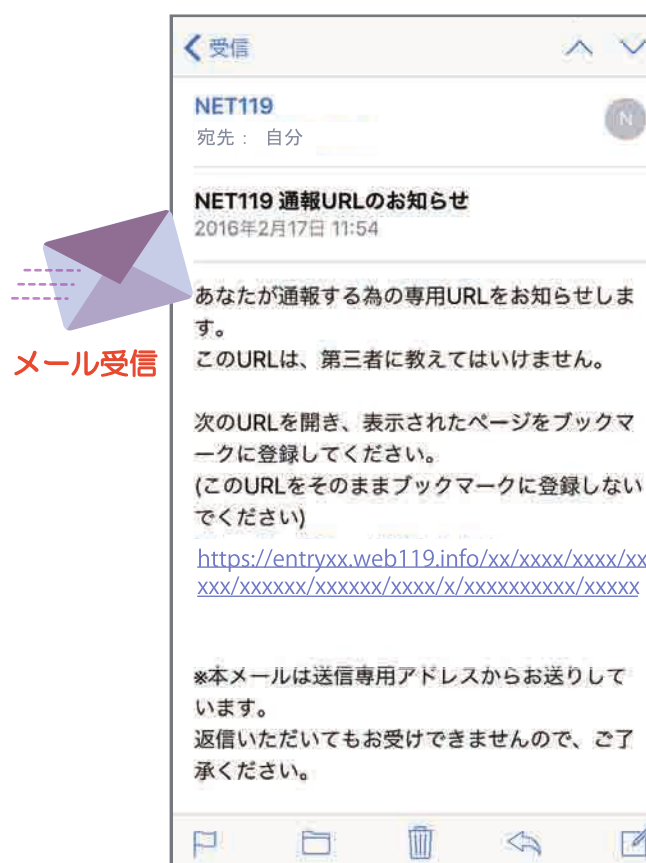 受信
NET119
N
宛先： 自分
NET119 通報URLのお知らせ
2016年2月17日 11:54
メール受信
あなたが通報する為の専用URLをお知らせしま
す。
このURLは、第三者に教えてはいけません。
次のURLを開き、表示されたページをブックマ
ークに登録してください。
(このURLをそのままブックマークに登録しない
でください)
https://entryxx.web119.info/xx/xxxx/xxxx/xx
xxx/xxxxxx/xxxxxx/xxxx/x/xxxxxxxxxx/xxxxx
※本メールは送信専用アドレスからお送りして
います。
返信いただいてもお受けできませんので、ご了
承ください。